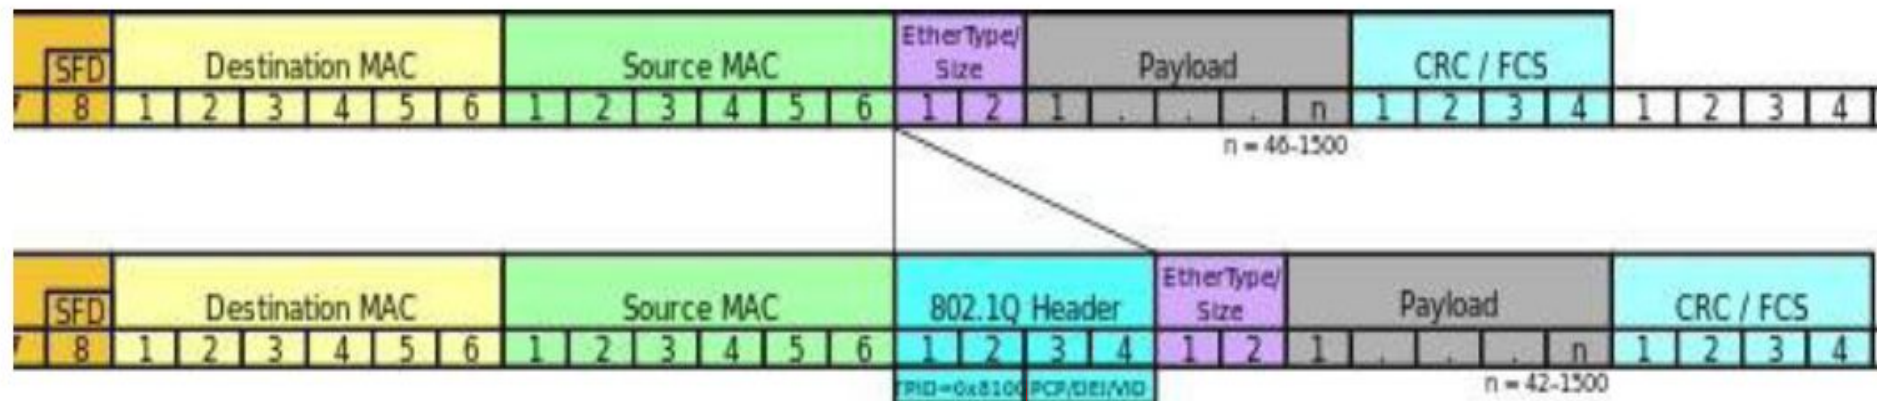 EtherType/
SFD Destination MAC Source MAC Size Payload CRC / FCS
8 1 2 3 4 5 6 1 2 3 4 5 6 1 2 1 . . . n 1 2 3 4 1 2 3 4
n = 46-1500
EtherType/
SFD Destination MAC Source MAC 802.1Q Header Size Payload CRC / FCS
8 1 2 3 4 5 6 1 2 3 4 5 6 1 2 3 4 1 2 1 . . . n 1 2 3 4
TPID=0x8100 PCP/DEI/VID n = 42-1500